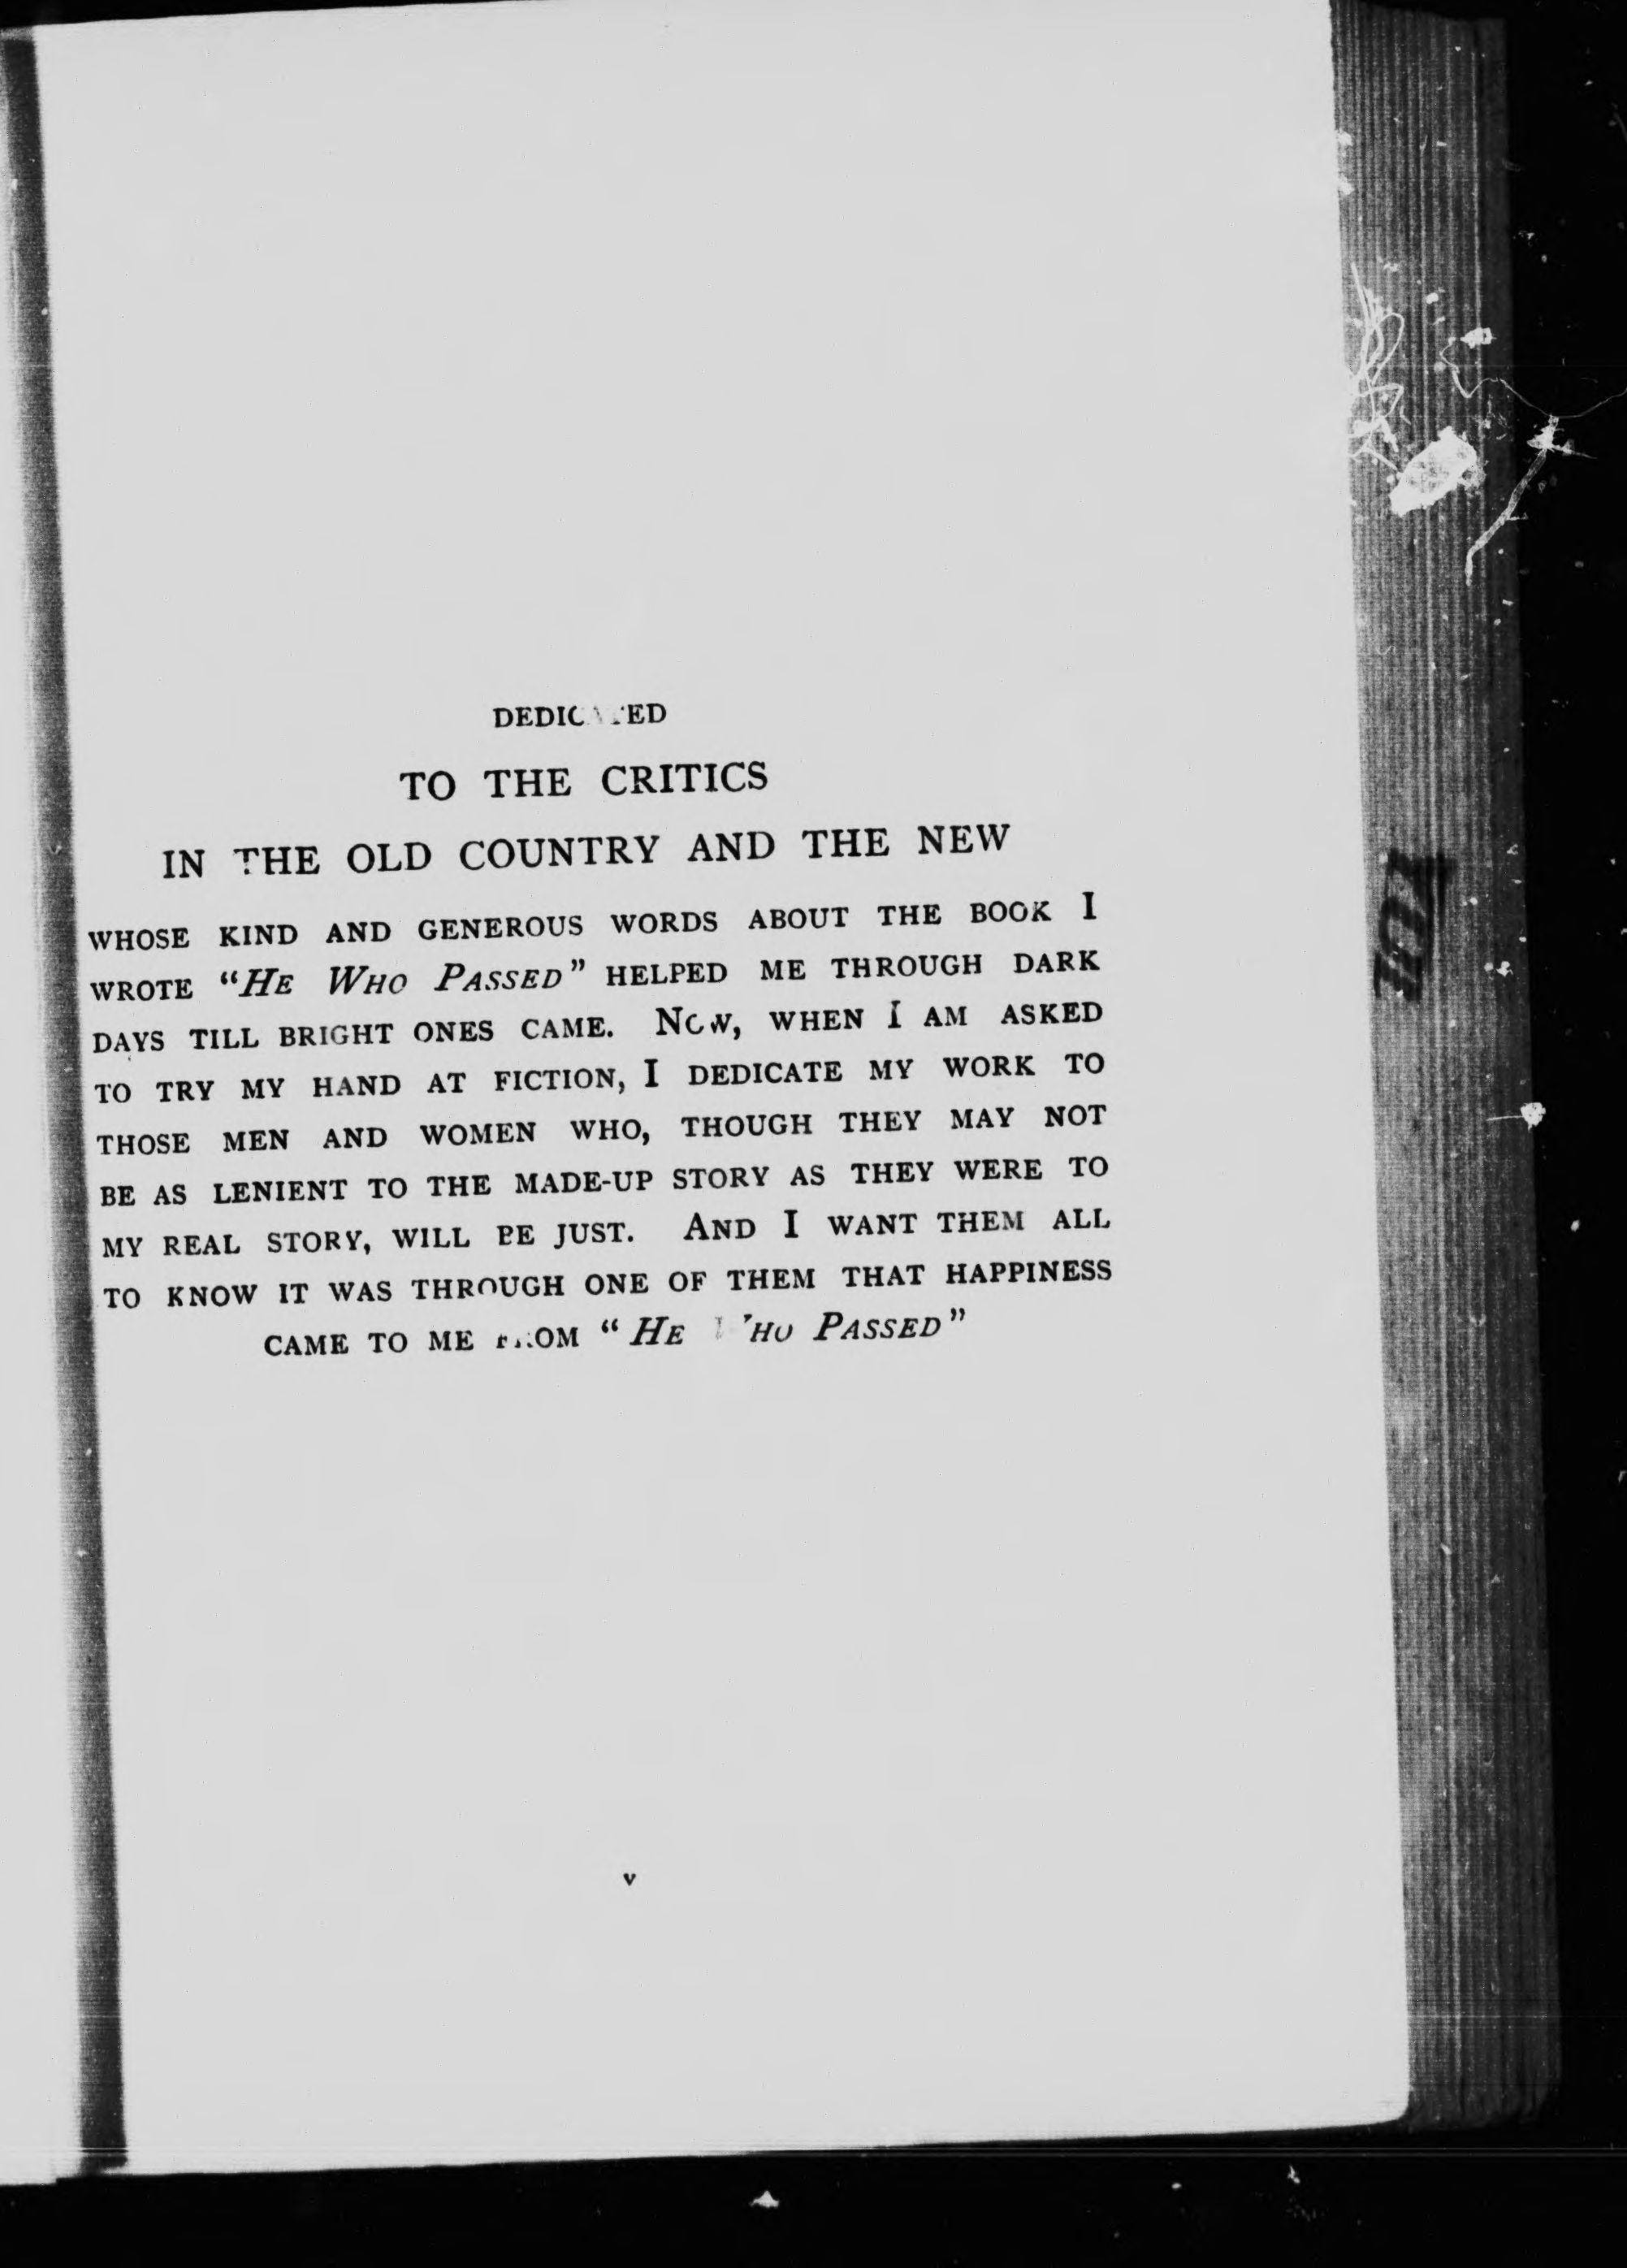 DEDICATED
TO THE CRITICS
IN THE OLD COUNTRY AND THE NEW
WHOSE KIND AND GENEROUS WORDS ABOUT THE BOOK I
WROTE "HE WHO PASSED" HELPED ME THROUGH DARK
DAYS TILL BRIGHT ONES CAME. NOW, WHEN I AM ASKED
TO TRY MY HAND AT FICTION, I DEDICATE MY WORK TO
THOSE MEN AND WOMEN WHO, THOUGH THEY MAY NOT
BE AS LENIENT TO THE MADE-UP STORY AS THEY WERE TO
MY REAL STORY, WILL BE JUST. AND I WANT THEM ALL
TO KNOW IT WAS THROUGH ONE OF THEM THAT HAPPINESS
CAME TO ME FROM "HE WHO PASSED"
v